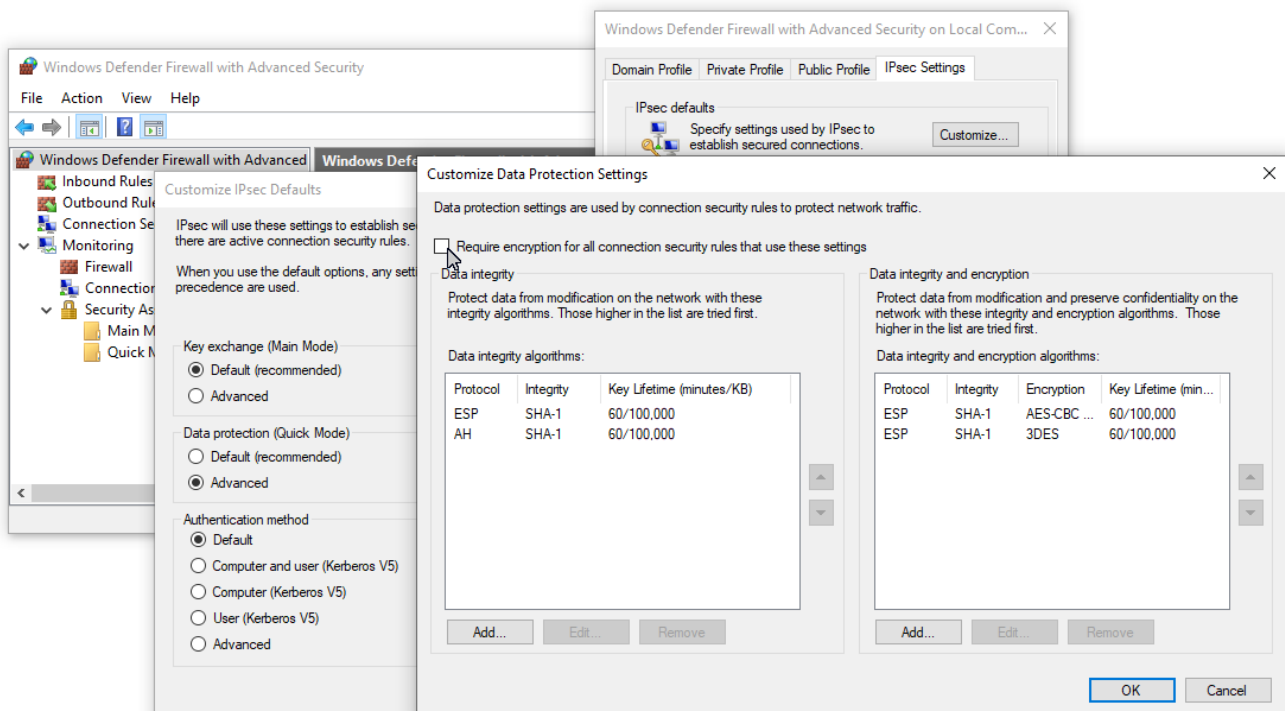 Windows Defender Firewall with Advanced Security on Local Com...
Domain Profile Private Profile Public Profile IPsec Settings
IPsec defaults
Specify settings used by IPsec to
establish secured connections.
Customize...
Windows Defender Firewall with Advanced Security
File Action View Help
Windows Defender Firewall with Advanced
Inbound Rules
Outbound Rule
Connection Se
Monitoring
Firewall
Connection
Security As
Main M
Quick M
Windows Defe
Customize IPsec Defaults
IPsec will use these settings to establish se
there are active connection security rules.
When you use the default options, any sett
precedence are used.
Key exchange (Main Mode)
Default (recommended)
Advanced
Data protection (Quick Mode)
Default (recommended)
Advanced
Authentication method
Default
Computer and user (Kerberos V5)
Computer (Kerberos V5)
User (Kerberos V5)
Advanced
Customize Data Protection Settings
Data protection settings are used by connection security rules to protect network traffic.
Require encryption for all connection security rules that use these settings
Data integrity
Protect data from modification on the network with these
integrity algorithms. Those higher in the list are tried first.
Data integrity algorithms:
Protocol Integrity Key Lifetime (minutes/KB)
ESP SHA-1 60/100,000
AH SHA-1 60/100,000
Add... Edit... Remove
Data integrity and encryption
Protect data from modification and preserve confidentiality on the
network with these integrity and encryption algorithms. Those
higher in the list are tried first.
Data integrity and encryption algorithms:
Protocol Integrity Encryption Key Lifetime (min...
ESP SHA-1 AES-CBC ... 60/100,000
ESP SHA-1 3DES 60/100,000
Add... Edit... Remove
OK Cancel